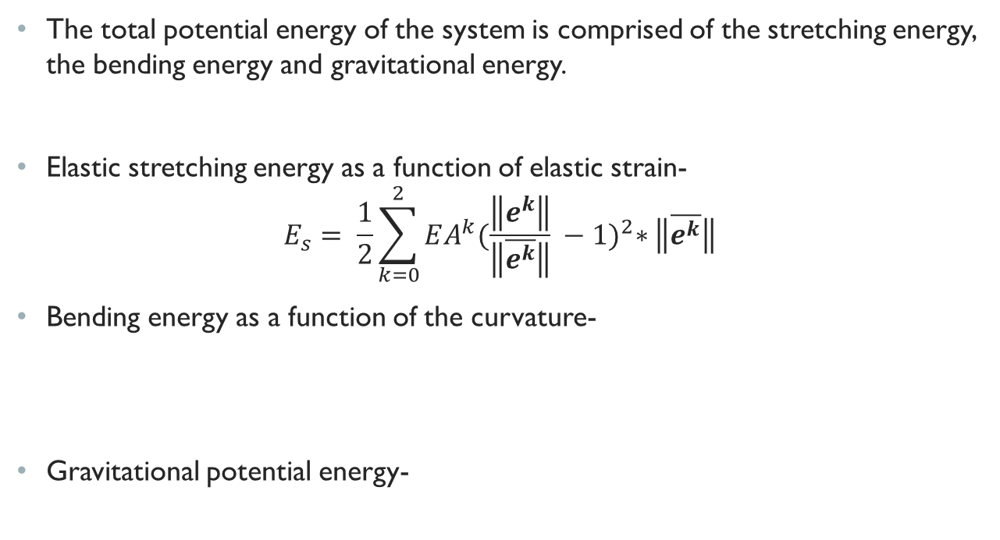 • The total potential energy of the system is comprised of the stretching energy,
the bending energy and gravitational energy.
• Elastic stretching energy as a function of elastic strain-
$E_s = \frac{1}{2}\sum_{k=0}^{2} EA^k (\frac{\|\boldsymbol{e^k}\|}{\|\overline{\boldsymbol{e^k}}\|} - 1)^2 * \|\overline{\boldsymbol{e^k}}\|$
• Bending energy as a function of the curvature-
• Gravitational potential energy-